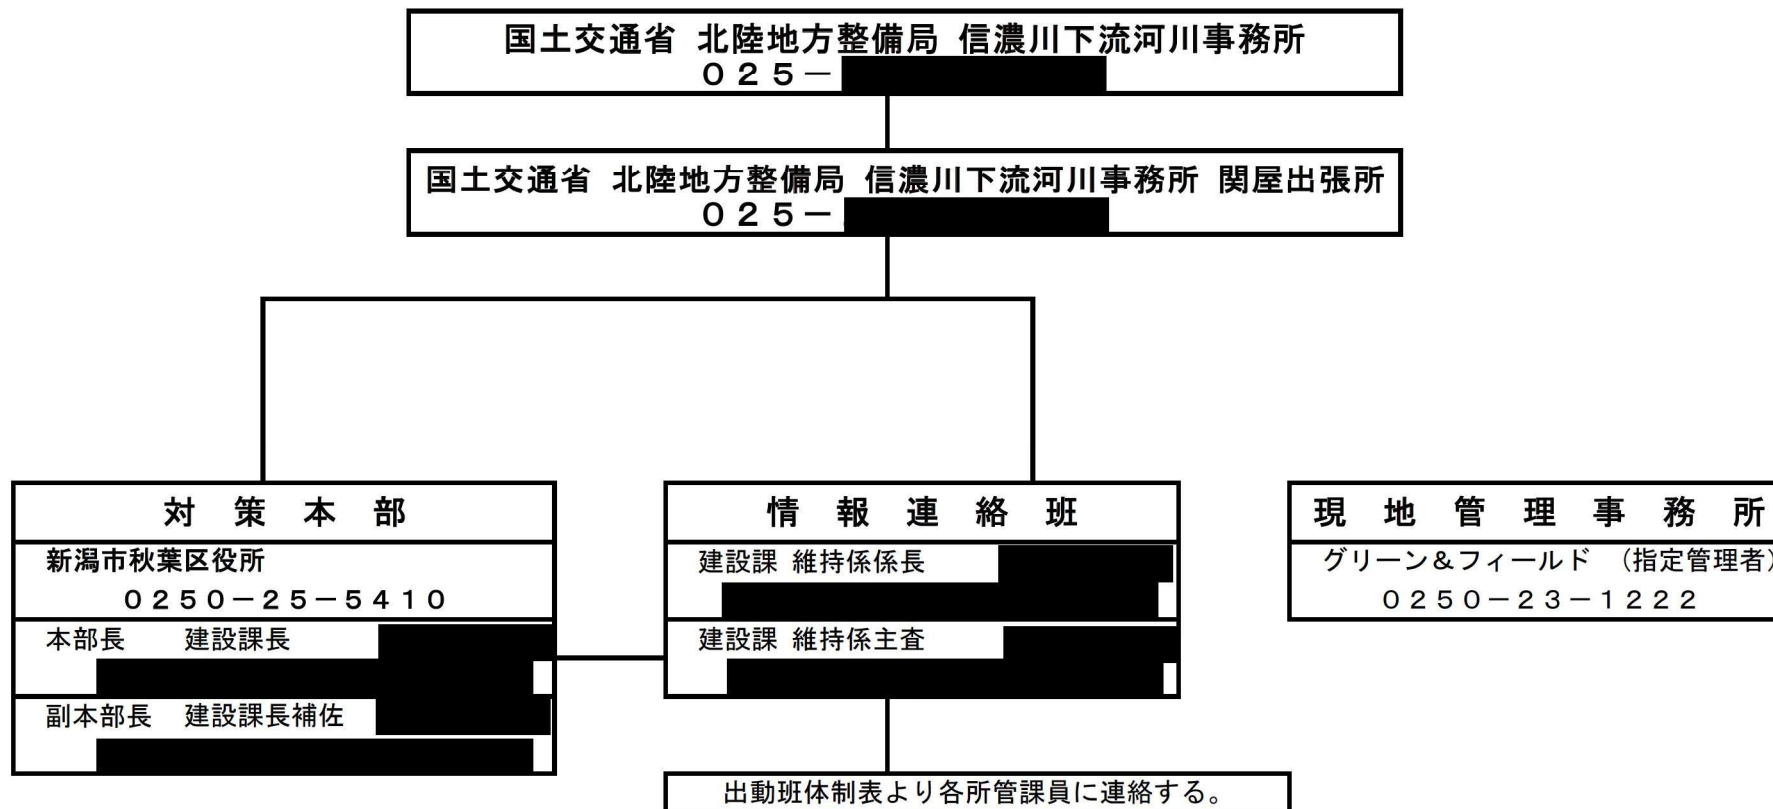 国土交通省 北陸地方整備局 信濃川下流河川事務所
025－
国土交通省 北陸地方整備局 信濃川下流河川事務所 関屋出張所
025－
対策本部
新潟市秋葉区役所
0250－25－5410
本部長 建設課長
副本部長 建設課長補佐
情報連絡班
建設課 維持係係長
建設課 維持係主査
現地管理事務所
グリーン＆フィールド （指定管理者）
0250－23－1222
出動班体制表より各所管課員に連絡する。